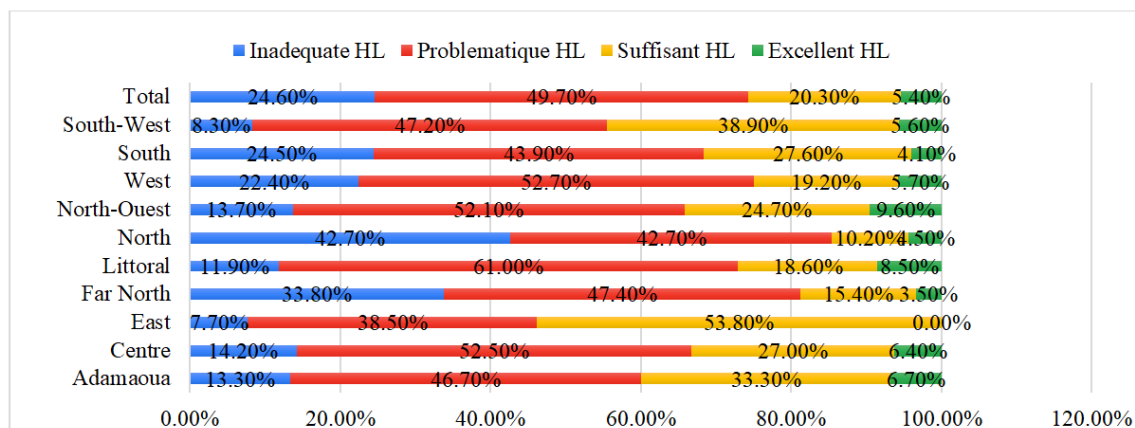 Inadequate HL Problematique HL Suffisant HL Excellent HL
Total 24.60% 49.70% 20.30% 5.40%
South-West 8.30% 47.20% 38.90% 5.60%
South 24.50% 43.90% 27.60% 4.10%
West 22.40% 52.70% 19.20% 5.70%
North-Ouest 13.70% 52.10% 24.70% 9.60%
North 42.70% 42.70% 10.20% 4.50%
Littoral 11.90% 61.00% 18.60% 8.50%
Far North 33.80% 47.40% 15.40% 3.50%
East 7.70% 38.50% 53.80% 0.00%
Centre 14.20% 52.50% 27.00% 6.40%
Adamaoua 13.30% 46.70% 33.30% 6.70%
0.00% 20.00% 40.00% 60.00% 80.00% 100.00% 120.00%